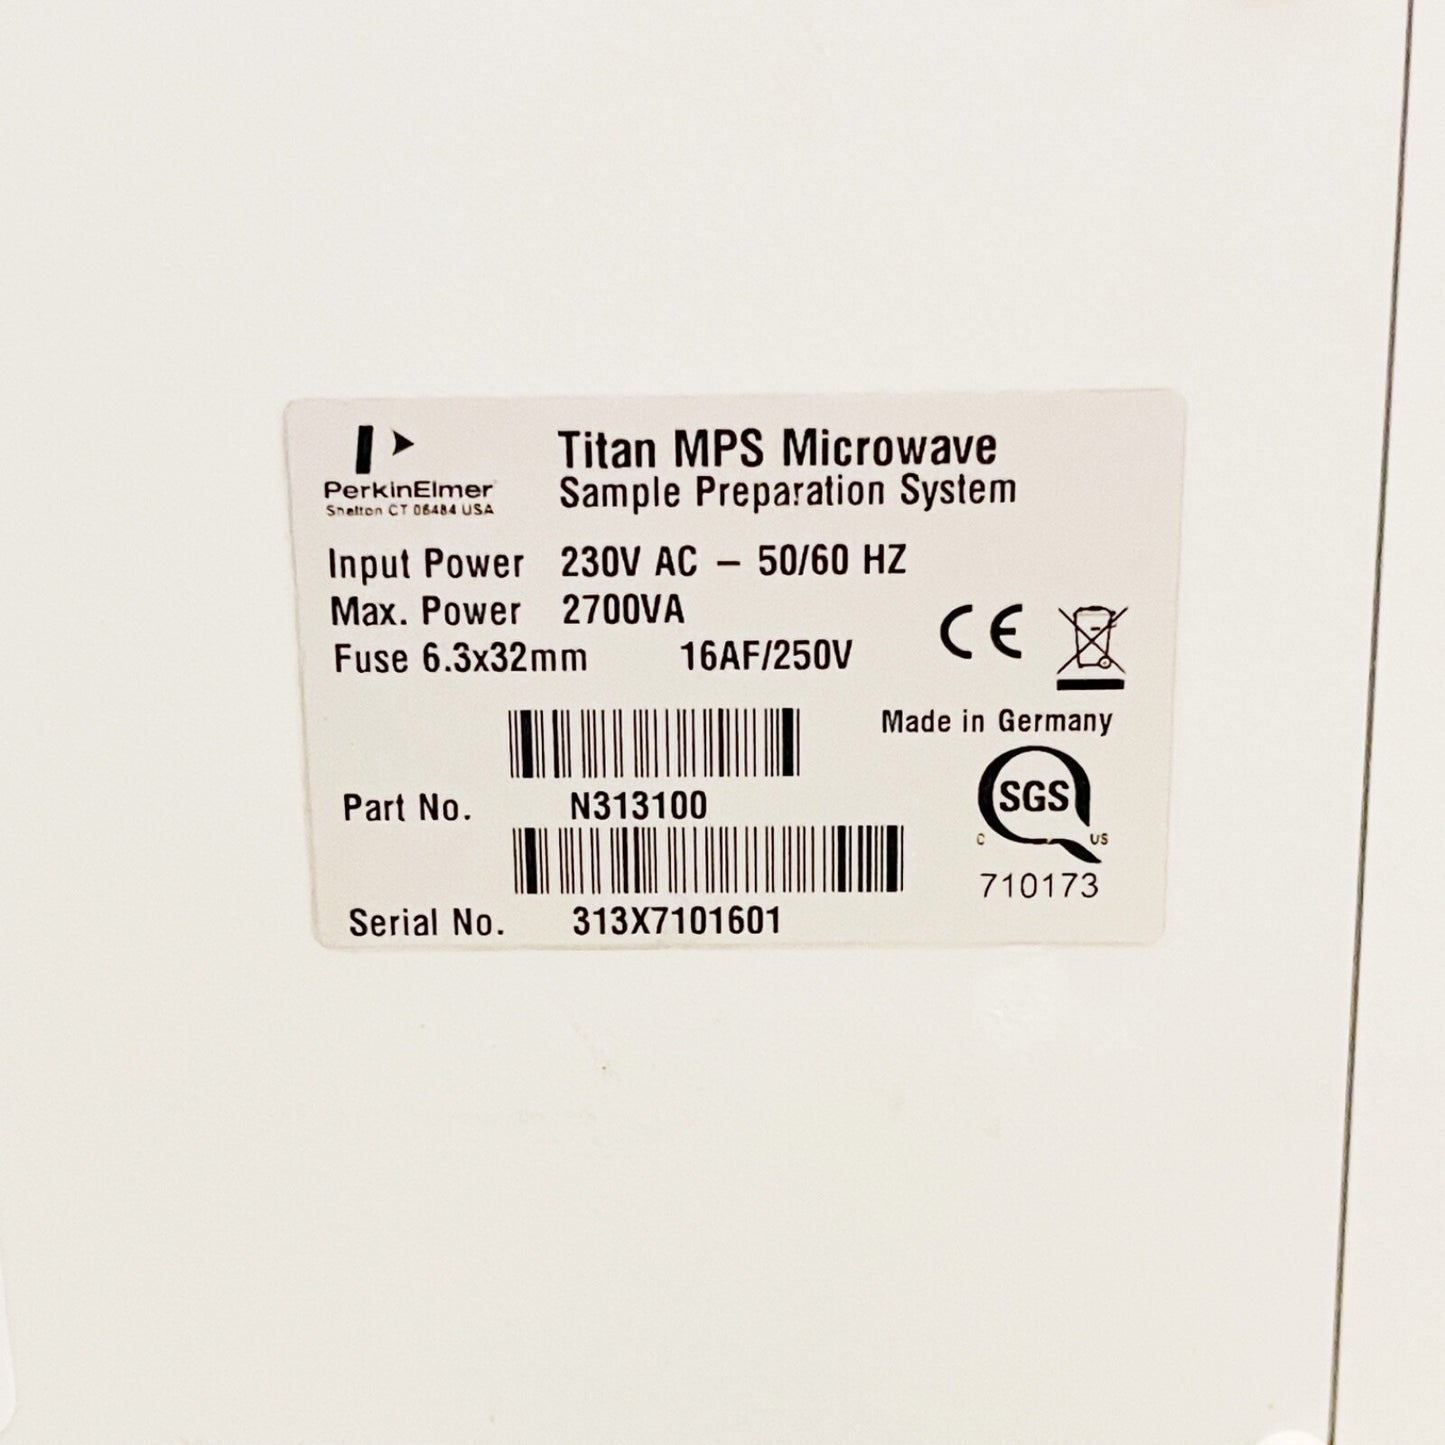 PerkinElmer
Shelton CT 06484 USA
Titan MPS Microwave
Sample Preparation System
Input Power 230V AC – 50/60 HZ
Max. Power 2700VA
Fuse 6.3x32mm 16AF/250V
CE
Made in Germany
Part No. N313100
SGS
C US
710173
Serial No. 313X7101601